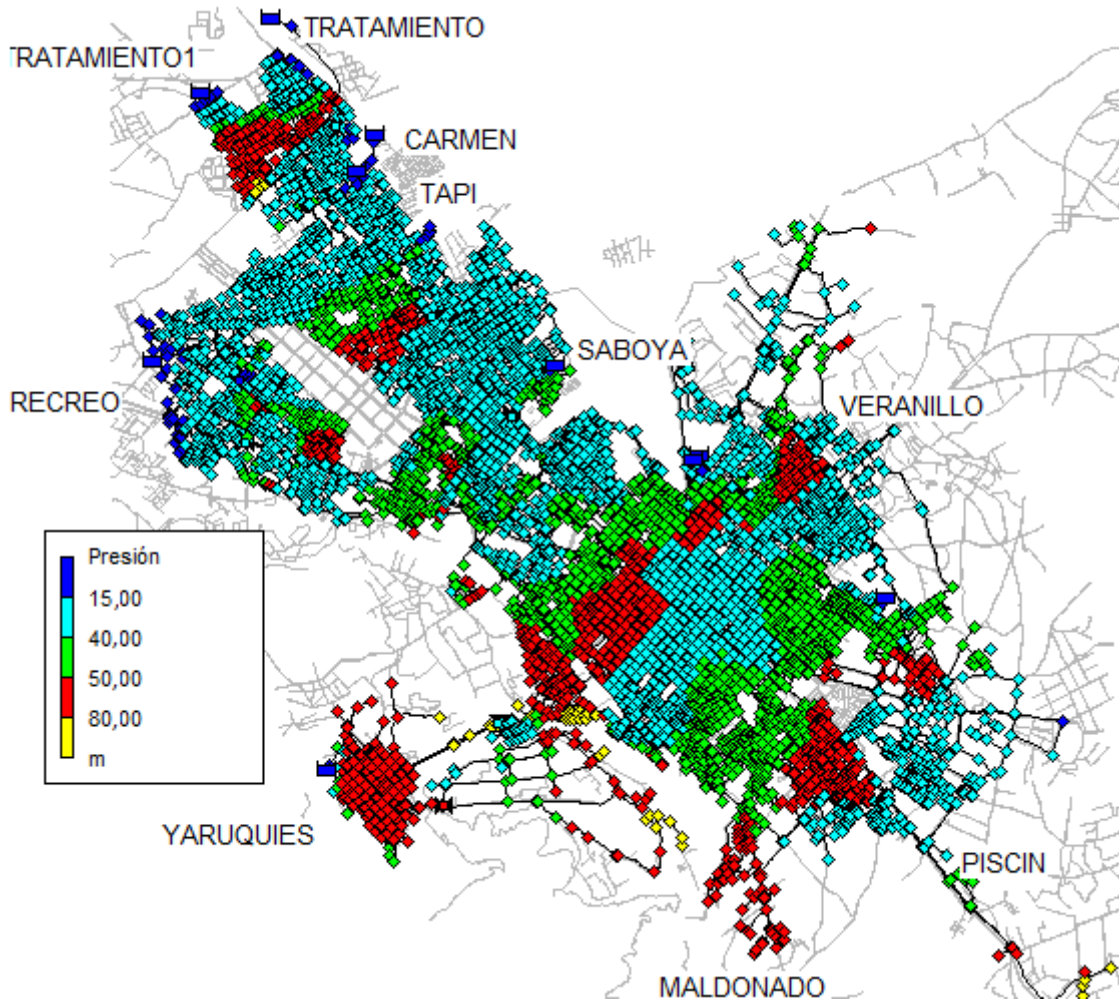 TRATAMIENTO
TRATAMIENTO1
CARMEN
TAPI
SABOYA
RECREO
VERANILLO
Presión
15,00
40,00
50,00
80,00
m
YARUQUIES
PISCIN
MALDONADO